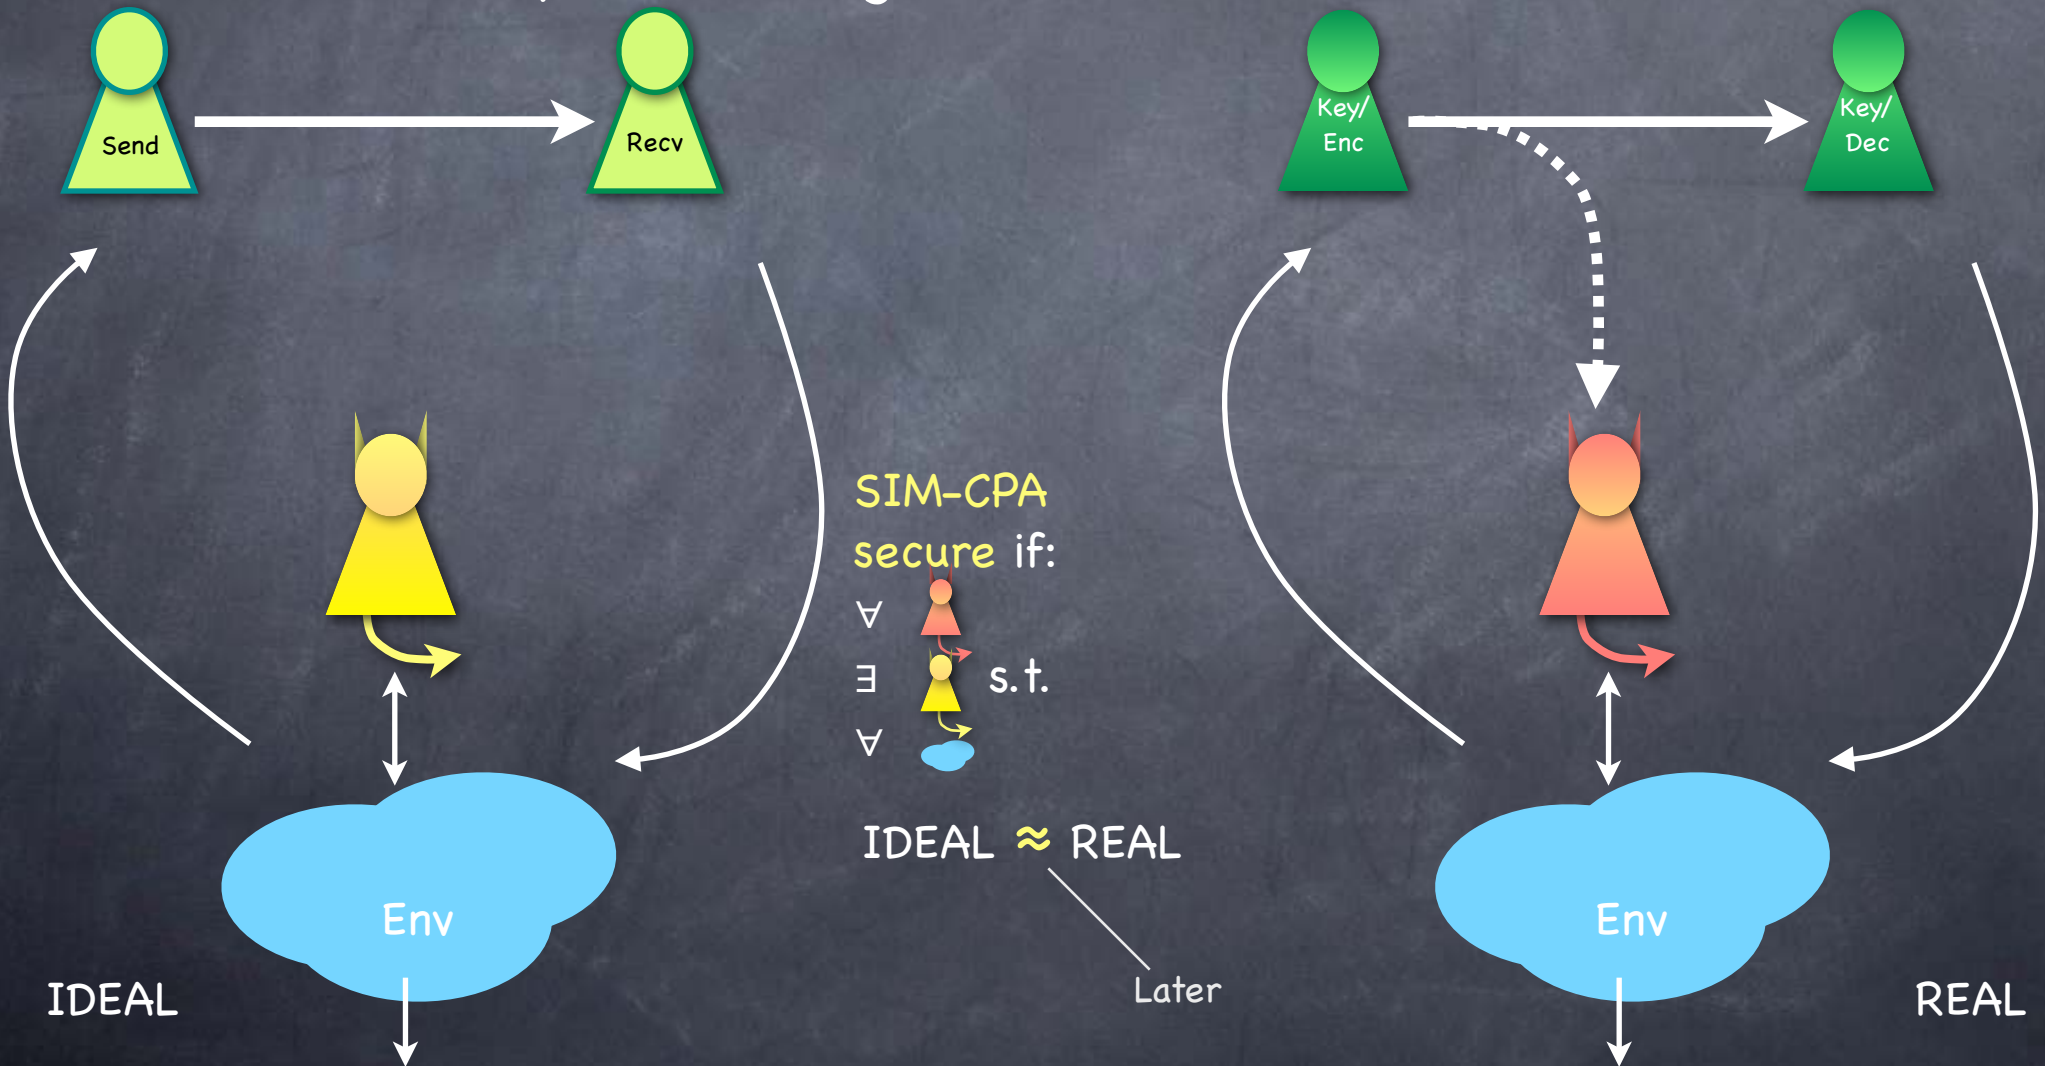 Send
Recv
Key/
Enc
Key/
Dec
SIM-CPA
secure if:
∀
∃ s.t.
∀
IDEAL ≈ REAL
Env
Env
Later
IDEAL
REAL